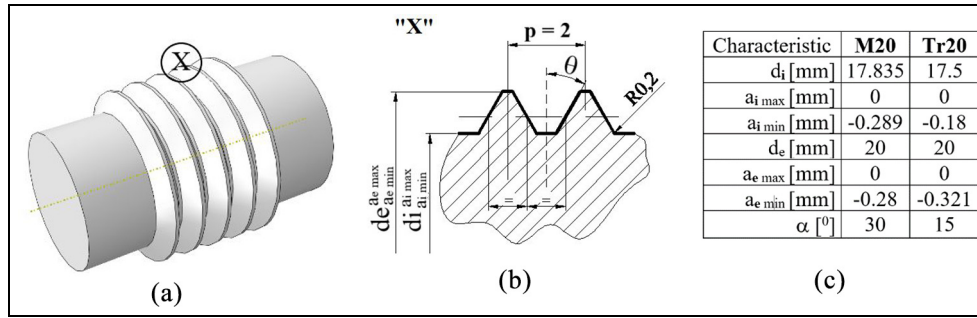 X
(a)
"X"
p = 2
θ
R0,2
de ae max ae min
di ai max ai min
=
=
(b)
Characteristic M20 Tr20
di [mm] 17.835 17.5
ai max [mm] 0 0
ai min [mm] -0.289 -0.18
de [mm] 20 20
ae max [mm] 0 0
ae min [mm] -0.28 -0.321
α [⁰] 30 15
(c)